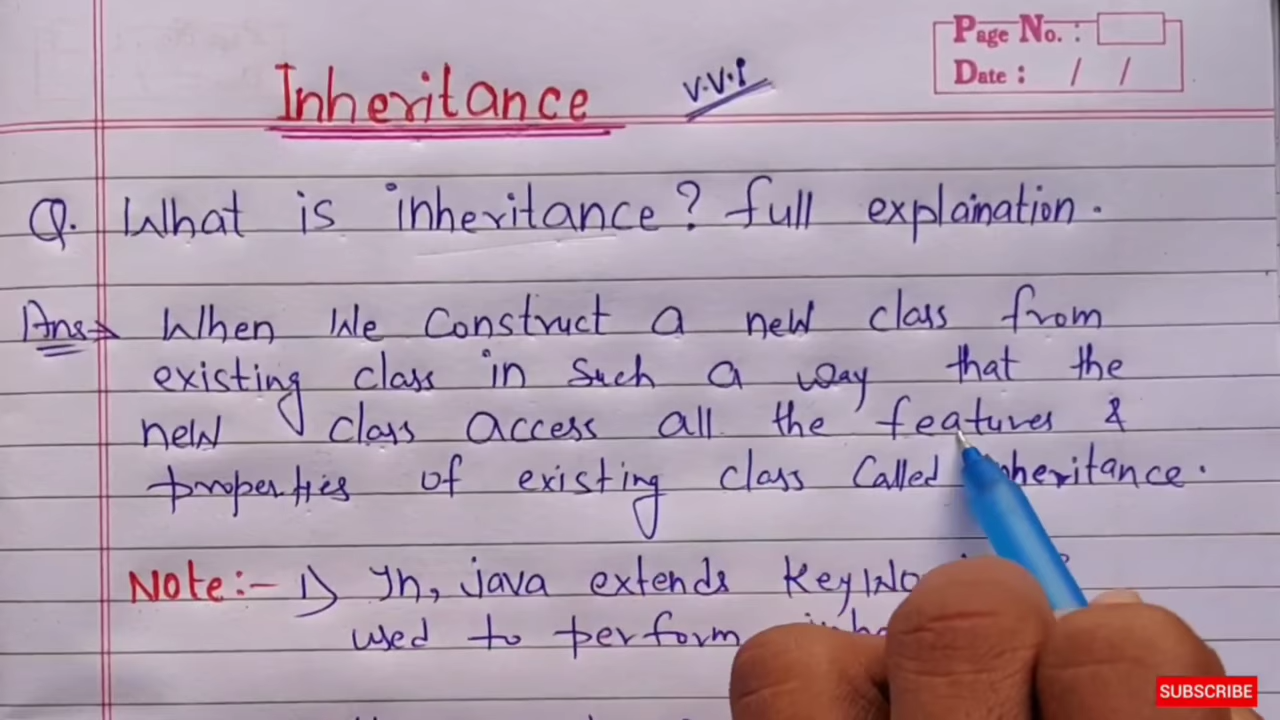 Page No. :
Date : / /
Inheritance
V.V.I
Q. What is inheritance? full explaination.
Ans→ When We Construct a new class from
existing class in such a way that the
new class access all the features &
properties of existing class Called inheritance.
Note:- 1) In, java extends
used to perform
SUBSCRIBE